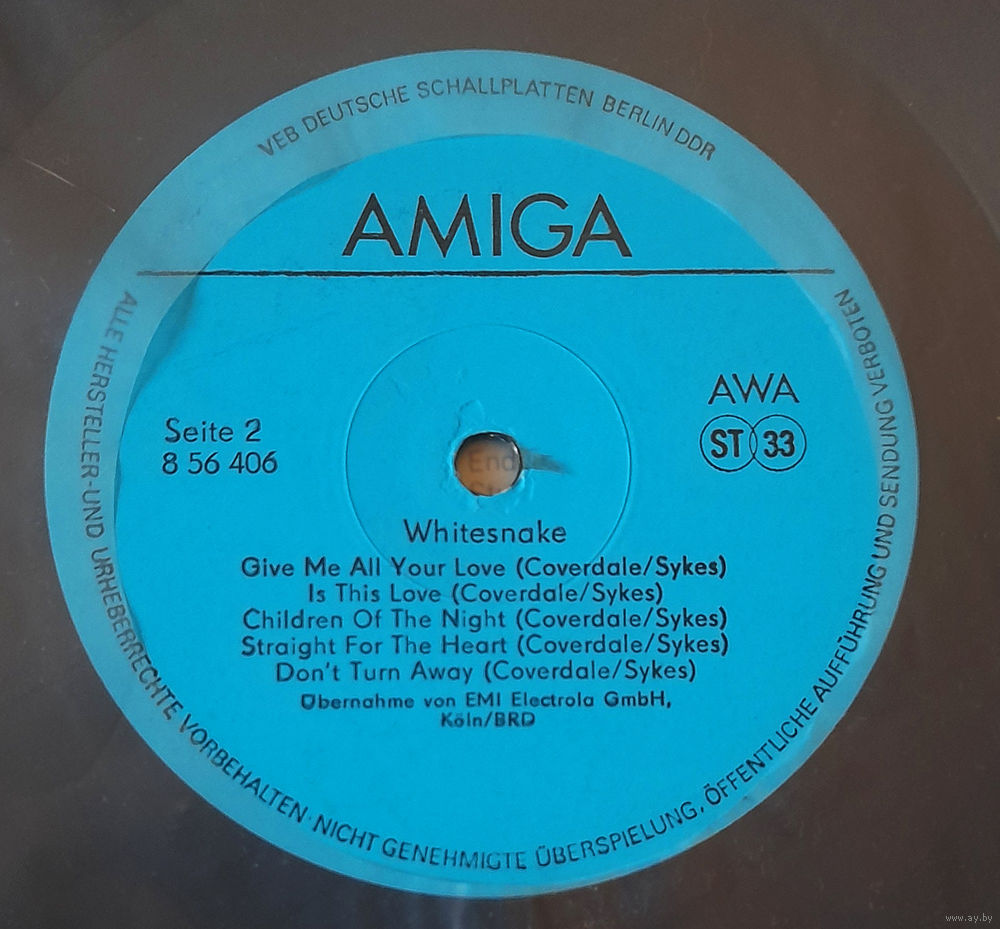 VEB DEUTSCHE SCHALLPLATTEN BERLIN DDR
AMIGA
AWA
ST 33
Seite 2
8 56 406
End
Whitesnake
Give Me All Your Love (Coverdale/Sykes)
Is This Love (Coverdale/Sykes)
Children Of The Night (Coverdale/Sykes)
Straight For The Heart (Coverdale/Sykes)
Don't Turn Away (Coverdale/Sykes)
Übernahme von EMI Electrola GmbH,
Köln/BRD
ALLE HERSTELLER-UND URHEBERRECHTE VORBEHALTEN · NICHT GENEHMIGTE ÜBERSPIELUNG, ÖFFENTLICHE AUFFÜHRUNG UND SENDUNG VERBOTEN
www.ay.by